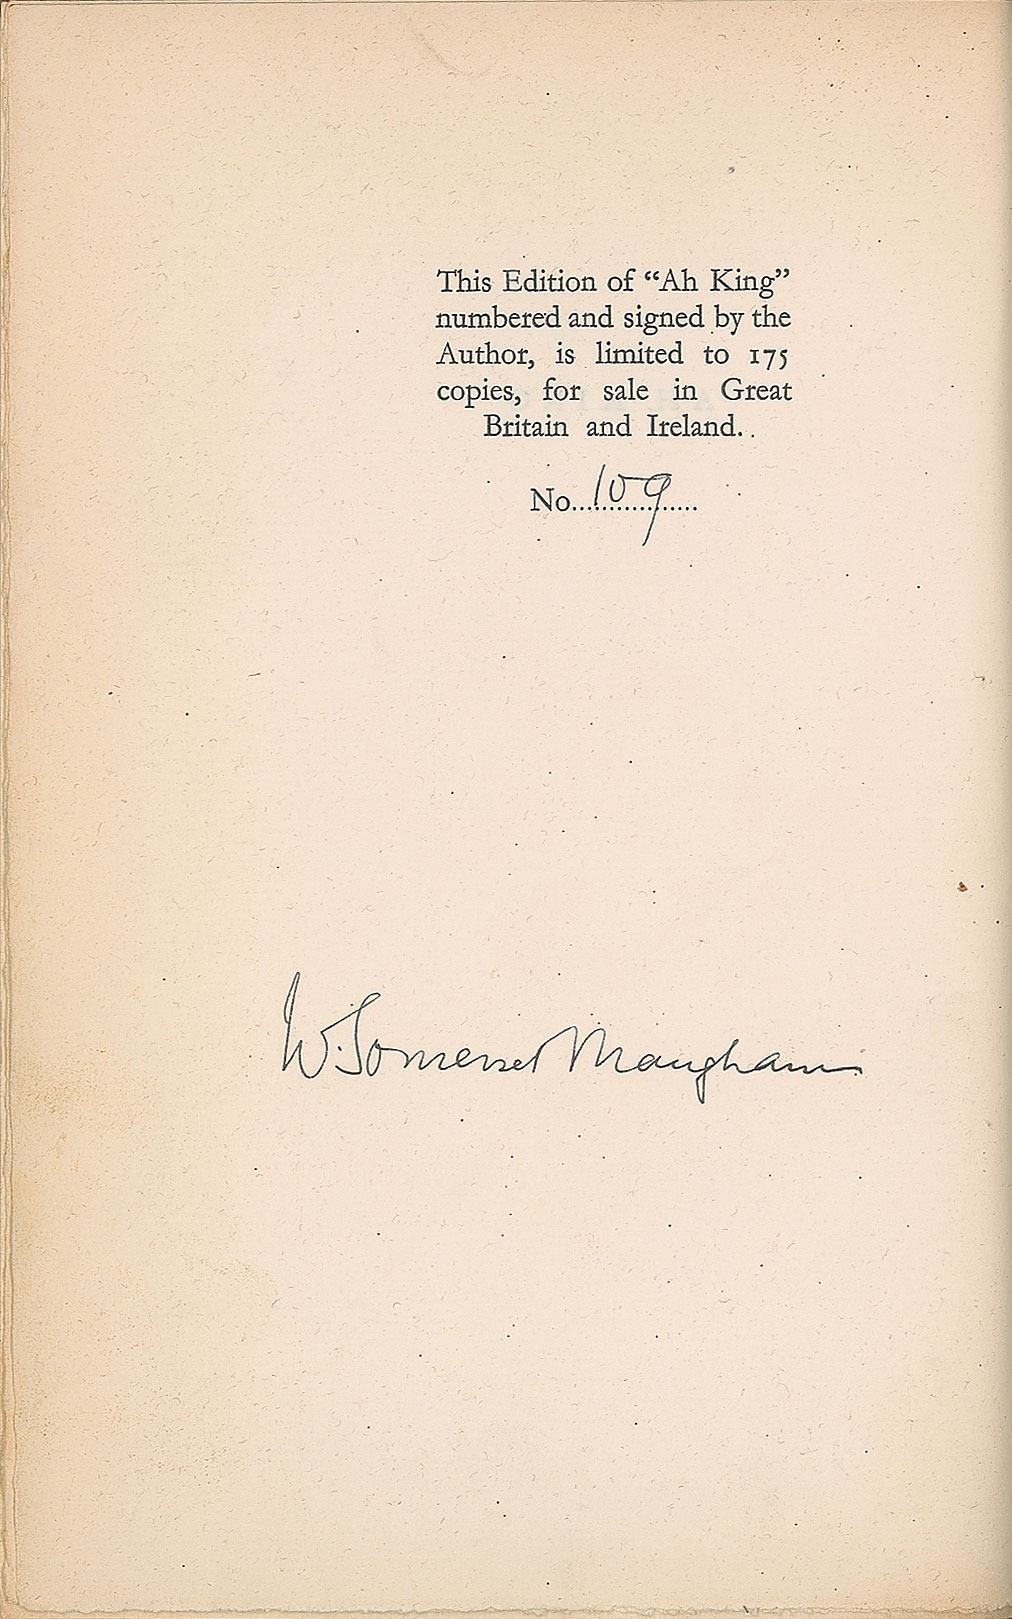 This Edition of “Ah King”
numbered and signed by the
Author, is limited to 175
copies, for sale in Great
Britain and Ireland.
No...109...
W. Somerset Maugham